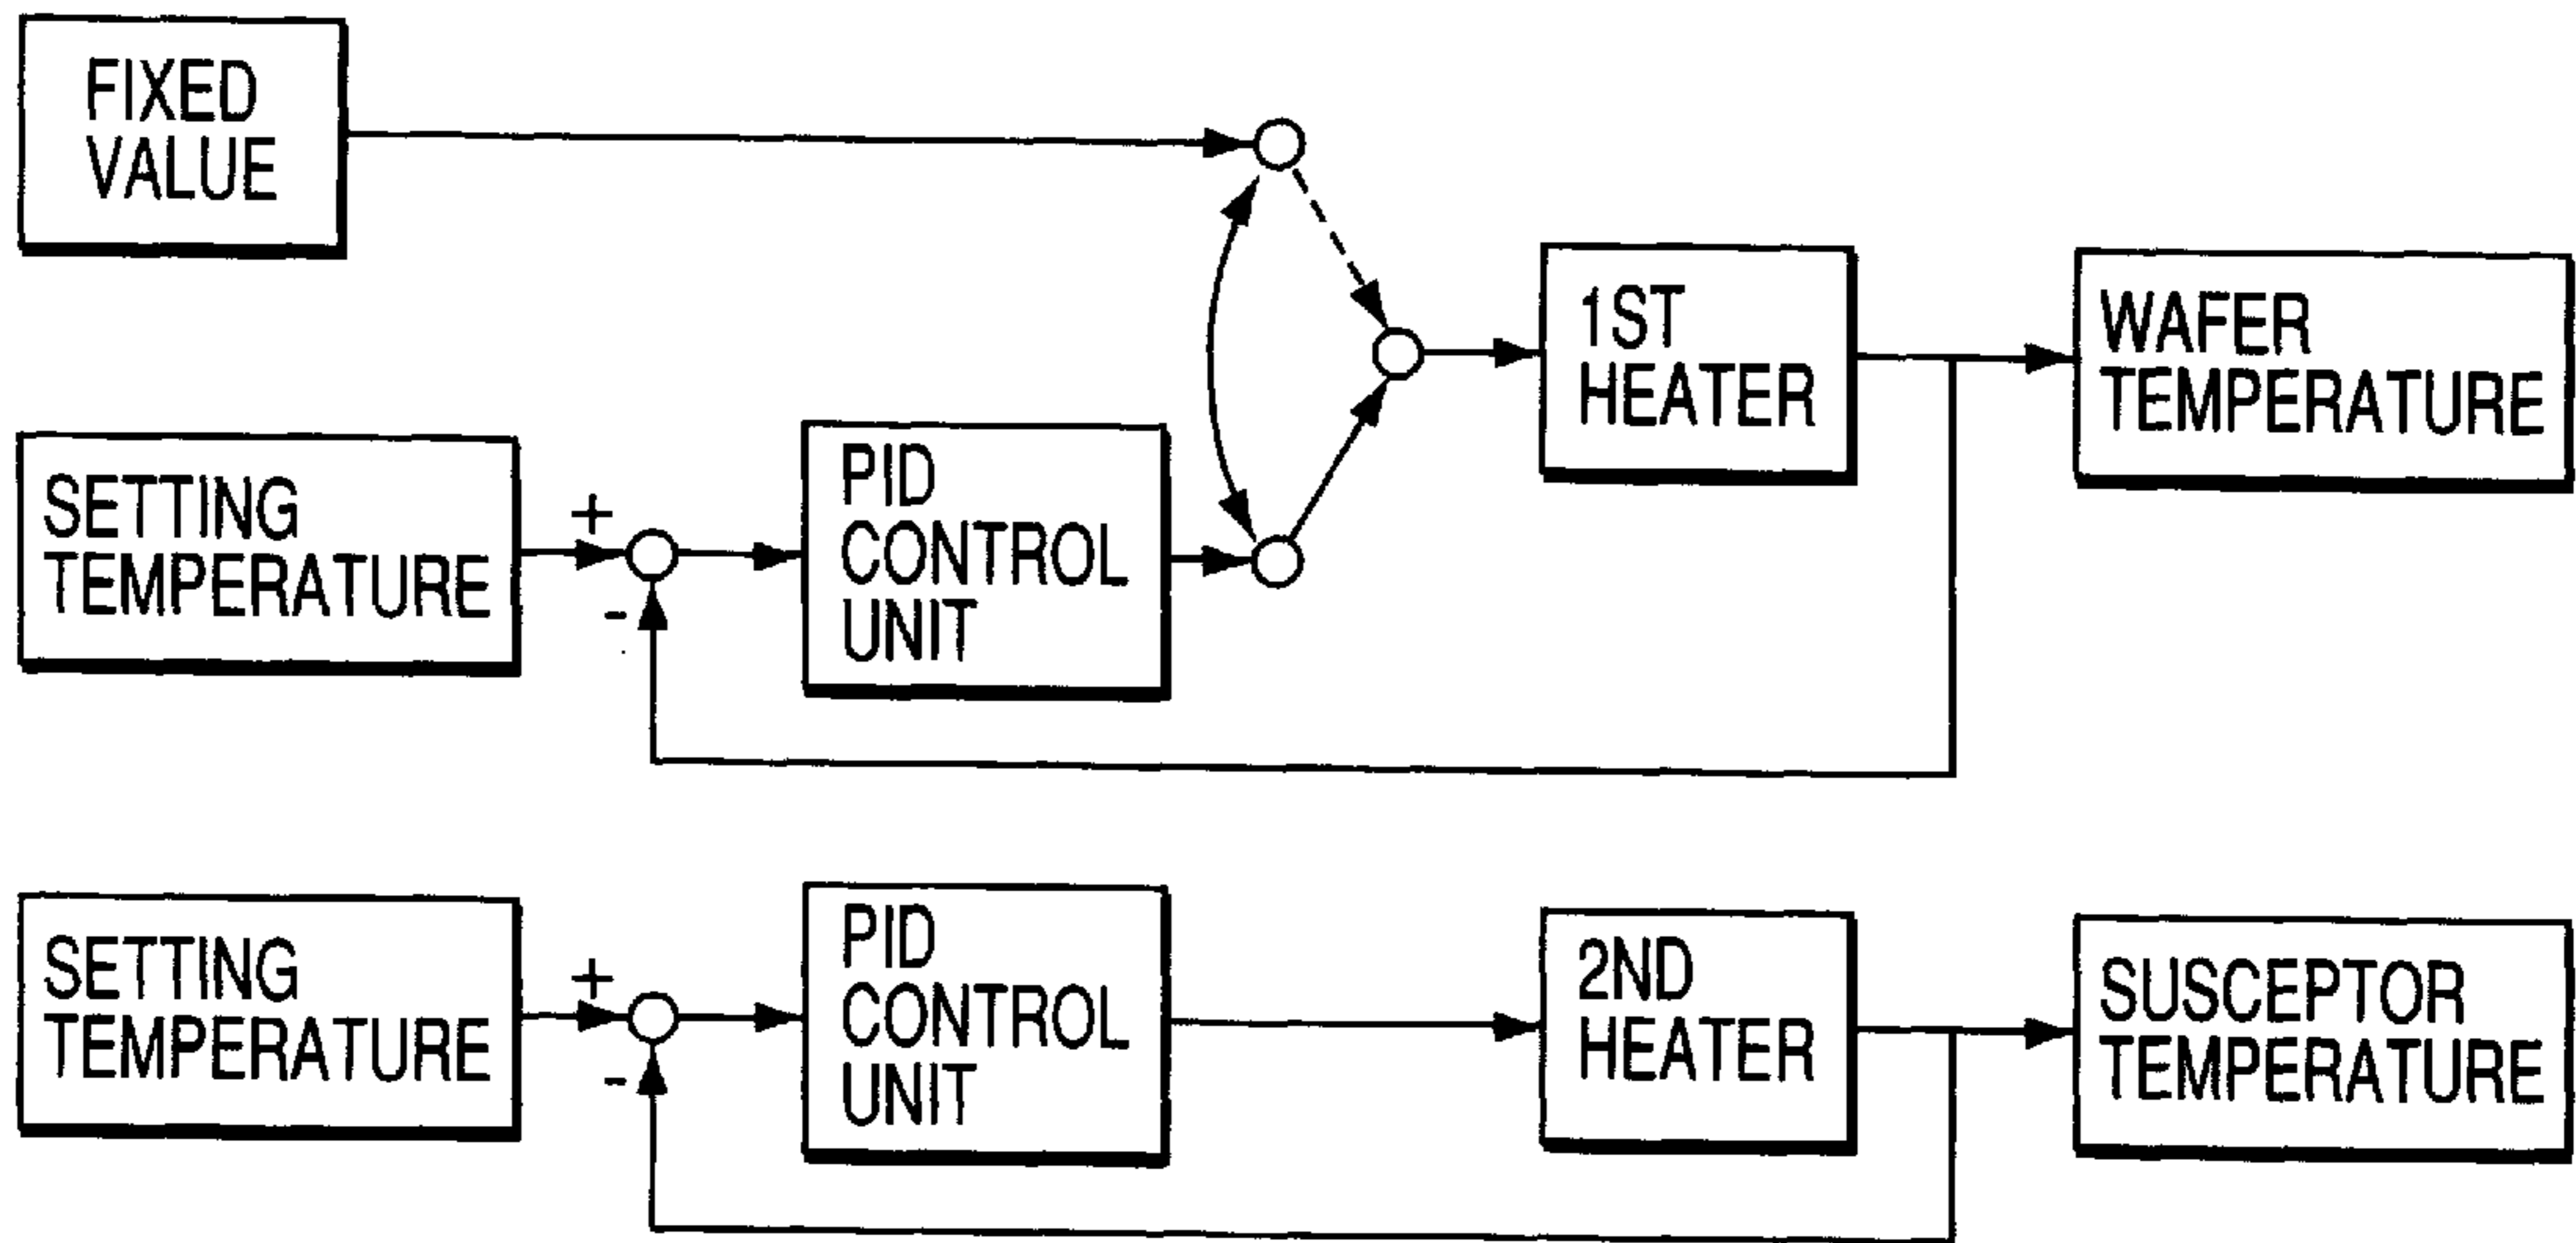 FIXED
VALUE
1ST
HEATER
WAFER
TEMPERATURE
SETTING
TEMPERATURE
+
-
PID
CONTROL
UNIT
SETTING
TEMPERATURE
+
-
PID
CONTROL
UNIT
2ND
HEATER
SUSCEPTOR
TEMPERATURE